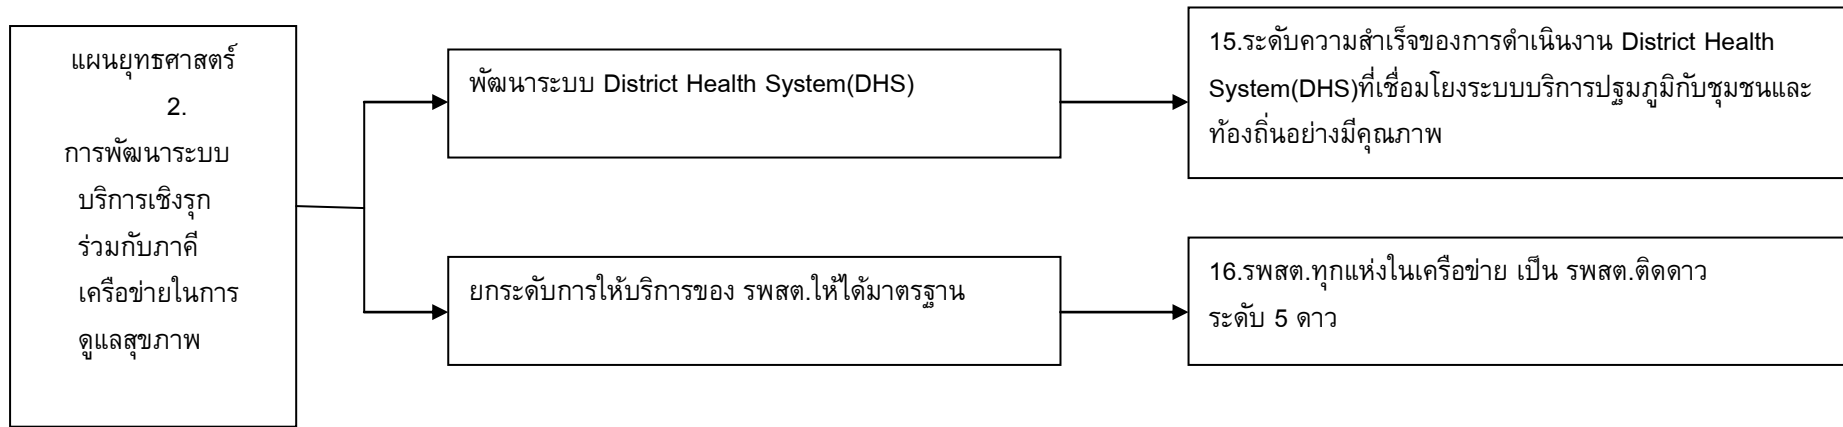 แผนยุทธศาสตร์
2.
การพัฒนาระบบ
บริการเชิงรุก
ร่วมกับภาคี
เครือข่ายในการ
ดูแลสุขภาพ
พัฒนาระบบ District Health System(DHS)
15.ระดับความสำเร็จของการดำเนินงาน District Health
System(DHS)ที่เชื่อมโยงระบบบริการปฐมภูมิกับชุมชนและ
ท้องถิ่นอย่างมีคุณภาพ
ยกระดับการให้บริการของ รพสต.ให้ได้มาตรฐาน
16.รพสต.ทุกแห่งในเครือข่าย เป็น รพสต.ติดดาว
ระดับ 5 ดาว